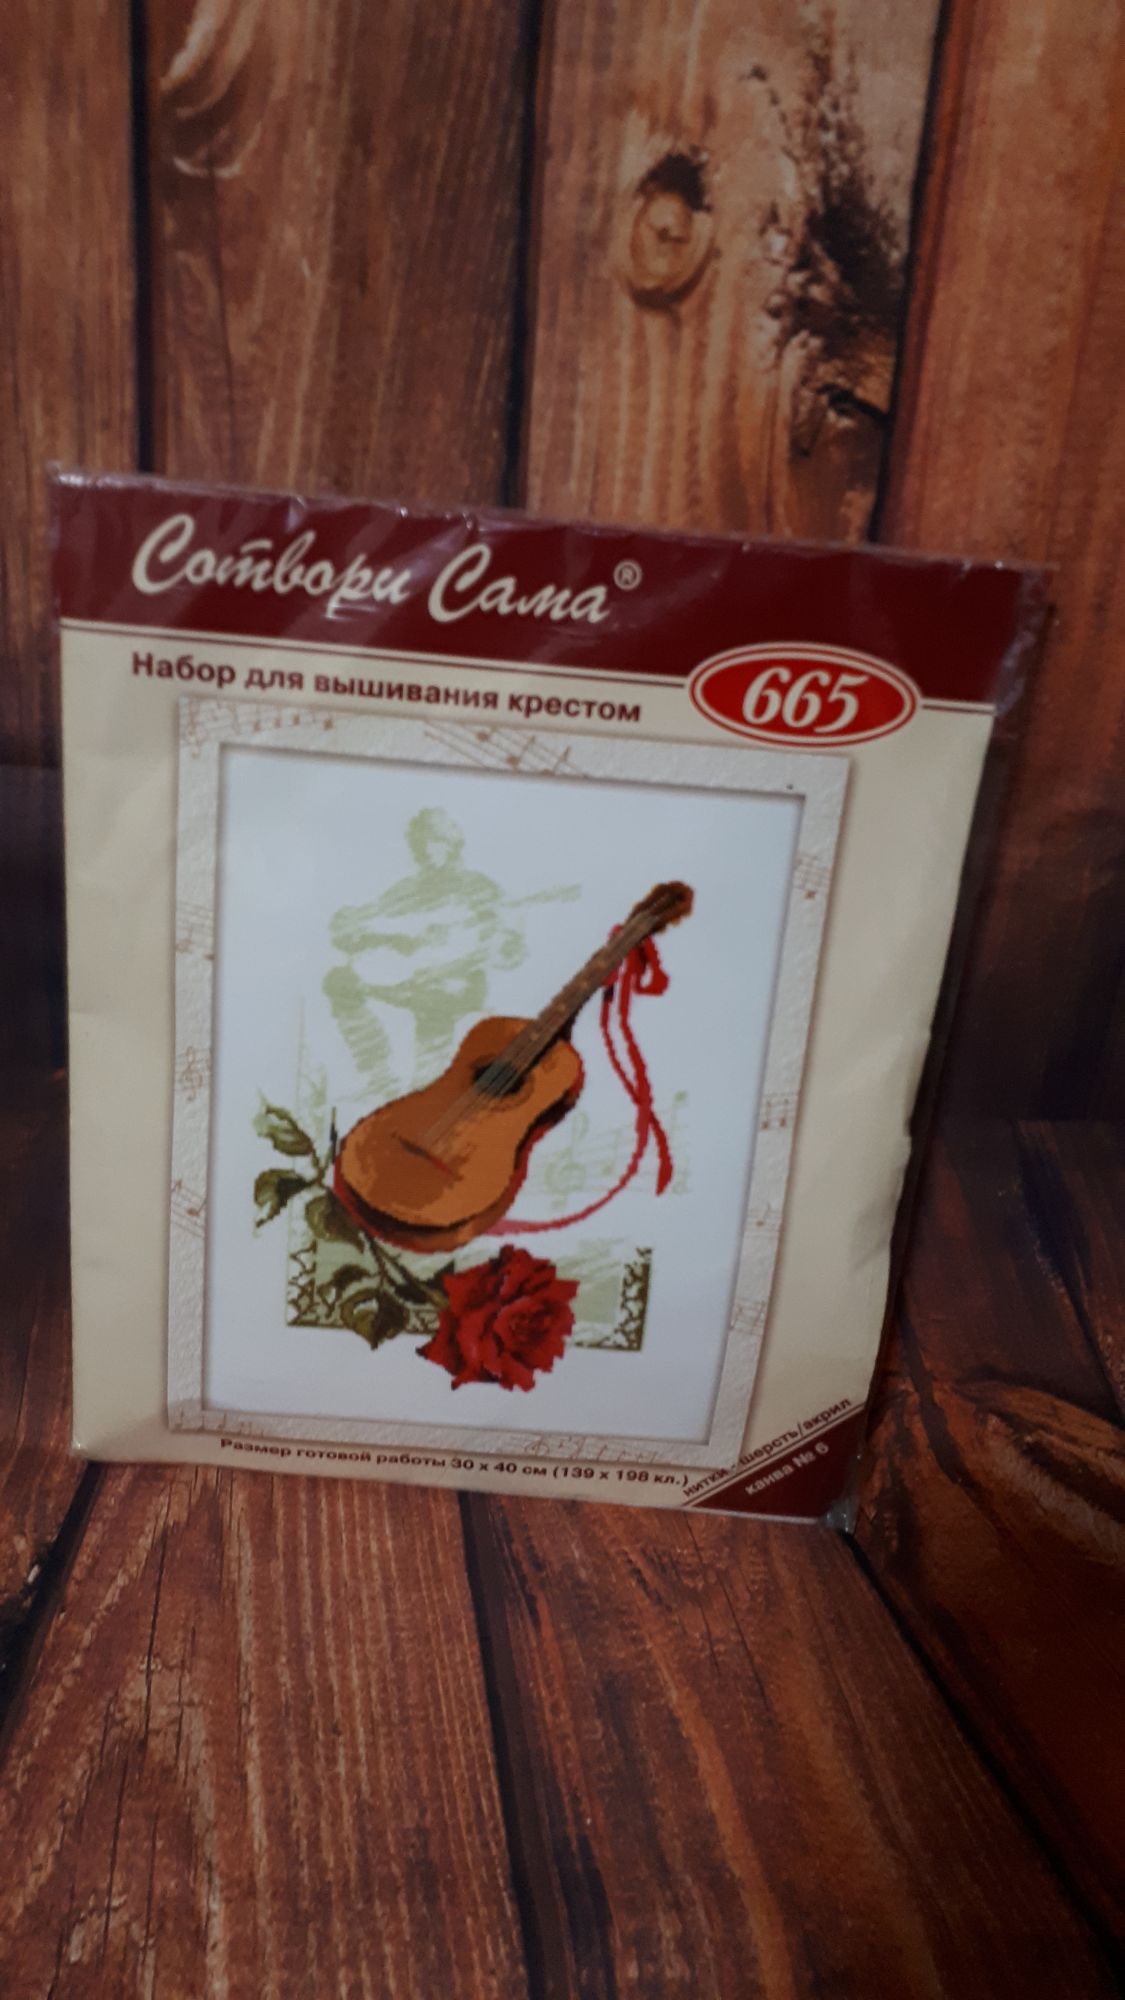 Сотвори Сама®
Набор для вышивания крестом
665
Размер готовой работы 30 x 40 см (139 x 198 кл.)
нитки - шерсть/акрил
канва № 6